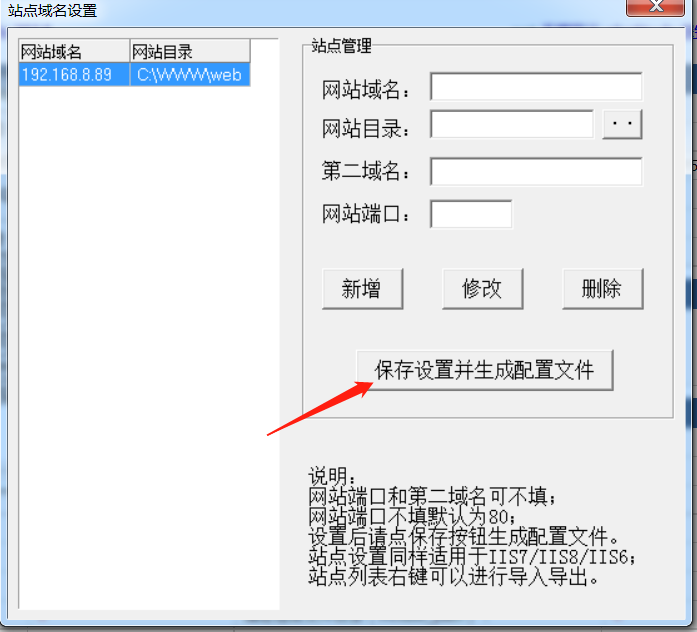 站点域名设置
网站域名 网站目录
192.168.8.89 C:\WWW\web
站点管理
网站域名：
网站目录： ..
第二域名：
网站端口：
新增 修改 删除
保存设置并生成配置文件
说明：
网站端口和第二域名可不填；
网站端口不填默认为80；
设置后请点保存按钮生成配置文件。
站点设置同样适用于IIS7/IIS8/IIS6；
站点列表右键可以进行导入导出。